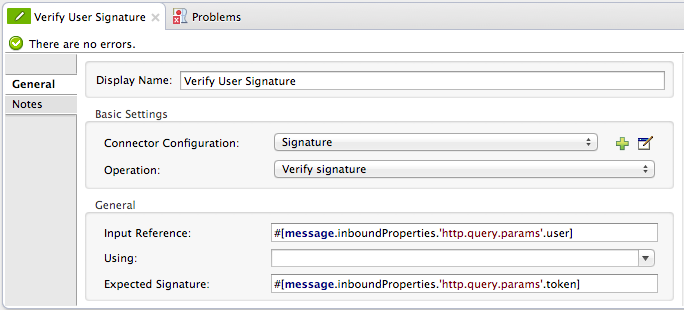 Verify User Signature Problems
There are no errors.
General
Notes
Display Name: Verify User Signature
Basic Settings
Connector Configuration: Signature
Operation: Verify signature
General
Input Reference: #[message.inboundProperties.'http.query.params'.user]
Using:
Expected Signature: #[message.inboundProperties.'http.query.params'.token]